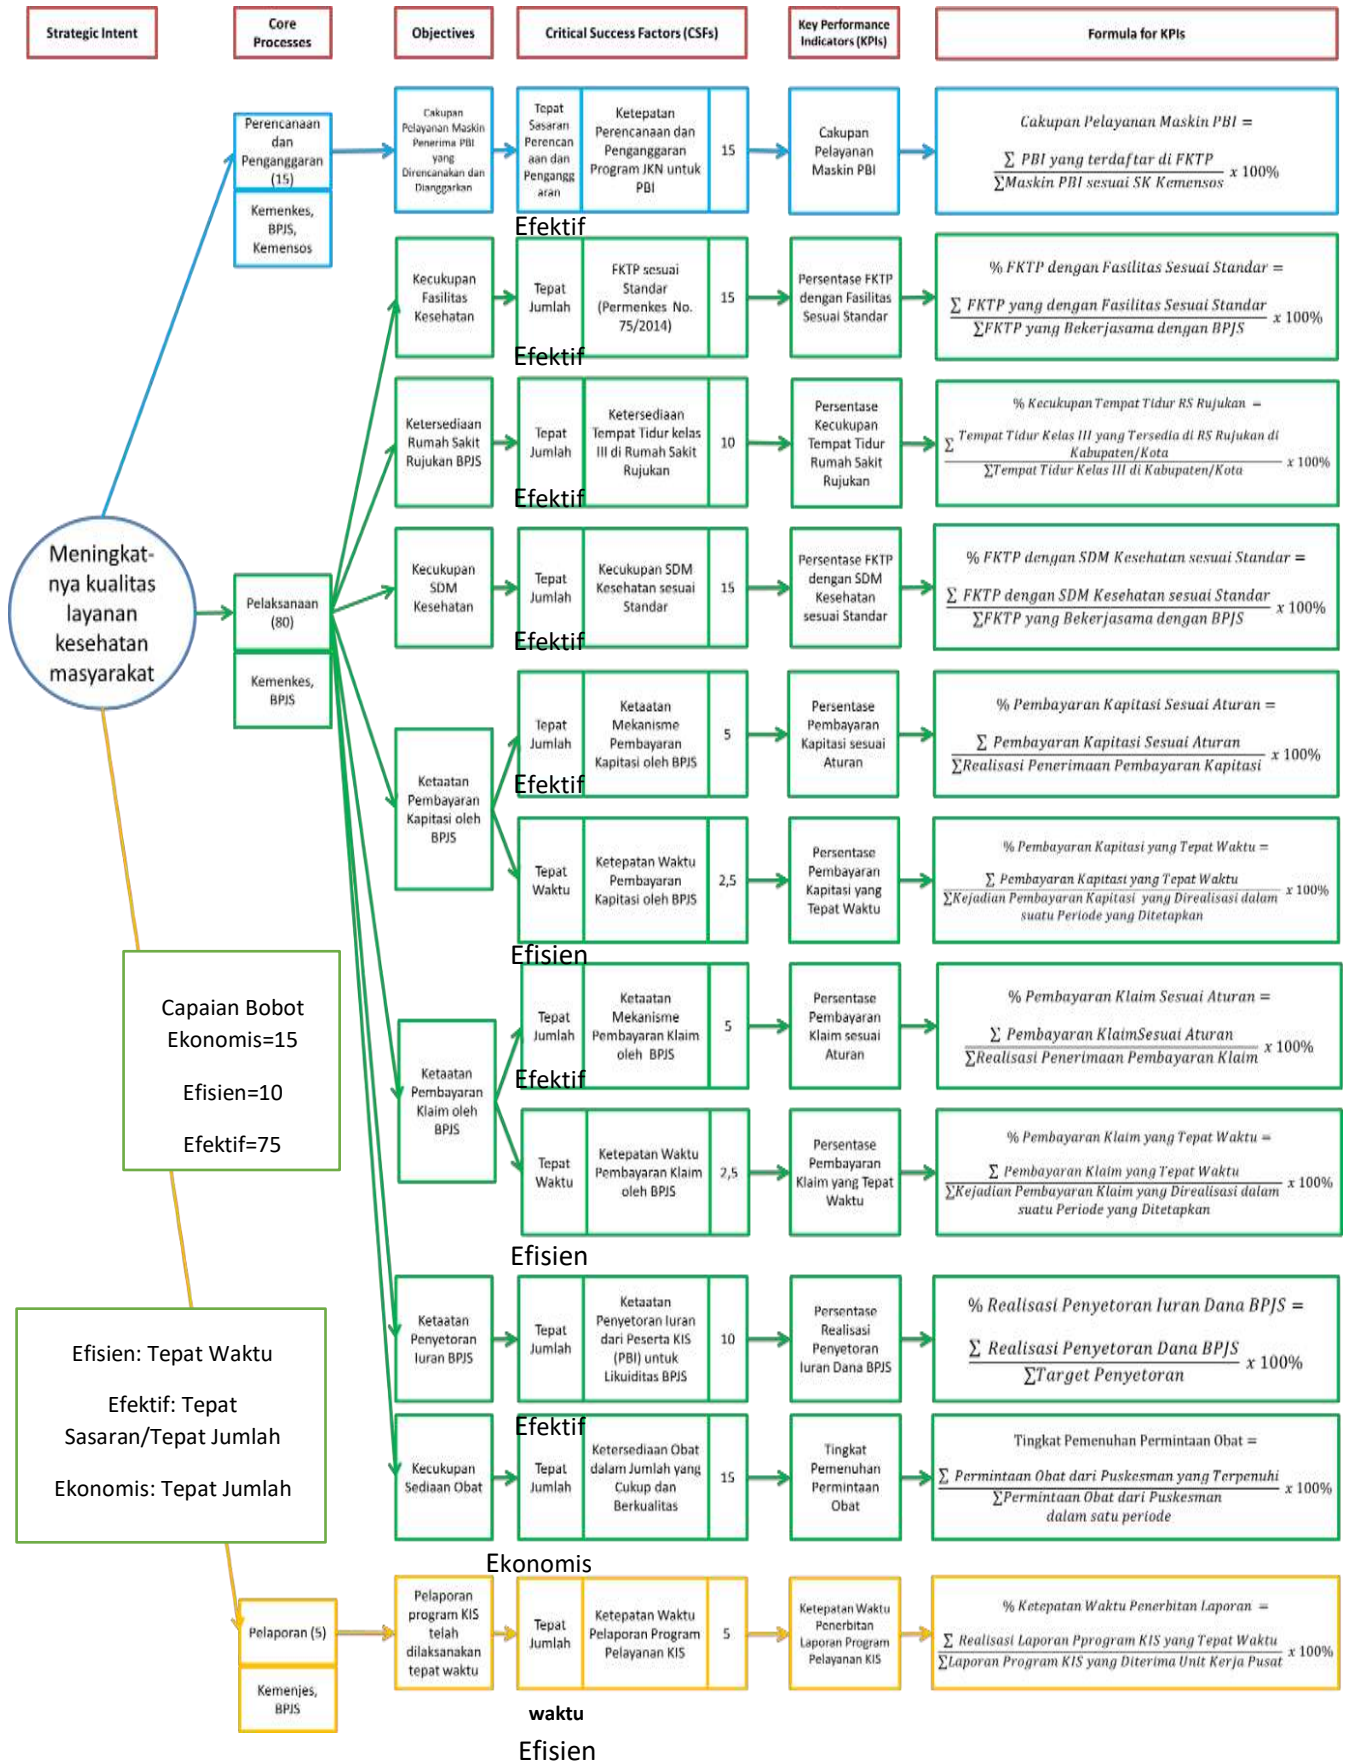 Strategic Intent
Core
Processes
Objectives
Critical Success Factors (CSFs)
Key Performance
Indicators (KPIs)
Formula for KPIs
Perencanaan
dan
Penganggaran
(15)
Kemenkes,
BPJS,
Kemensos
Cakupan
Pelayanan Maskin
Penerima PBI
yang
Direncanakan dan
Dianggarkan
Tepat
Sasaran
Perencan
aan dan
Pengangg
aran
Ketepatan
Perencanaan dan
Penganggaran
Program JKN untuk
PBI
15
Cakupan
Pelayanan
Maskin PBI
Cakupan Pelayanan Maskin PBI =
∑ PBI yang terdaftar di FKTP
∑Maskin PBI sesuai SK Kemensos
x 100%
Efektif
Kecukupan
Fasilitas
Kesehatan
Tepat
Jumlah
FKTP sesuai
Standar
(Permenkes No.
75/2014)
15
Persentase FKTP
dengan Fasilitas
Sesuai Standar
% FKTP dengan Fasilitas Sesuai Standar =
∑ FKTP yang dengan Fasilitas Sesuai Standar
∑FKTP yang Bekerjasama dengan BPJS
x 100%
Efektif
Ketersediaan
Rumah Sakit
Rujukan BPJS
Tepat
Jumlah
Ketersediaan
Tempat Tidur kelas
III di Rumah Sakit
Rujukan
10
Persentase
Kecukupan
Tempat Tidur
Rumah Sakit
Rujukan
% Kecukupan Tempat Tidur RS Rujukan =
∑ Tempat Tidur Kelas III yang Tersedia di RS Rujukan di
Kabupaten/Kota
∑Tempat Tidur Kelas III di Kabupaten/Kota
x 100%
Efektif
Meningkat-
nya kualitas
layanan
kesehatan
masyarakat
Pelaksanaan
(80)
Kemenkes,
BPJS
Kecukupan
SDM
Kesehatan
Tepat
Jumlah
Kecukupan SDM
Kesehatan sesuai
Standar
15
Persentase FKTP
dengan SDM
Kesehatan
sesuai Standar
% FKTP dengan SDM Kesehatan sesuai Standar =
∑ FKTP dengan SDM Kesehatan sesuai Standar
∑FKTP yang Bekerjasama dengan BPJS
x 100%
Efektif
Ketaatan
Pembayaran
Kapitasi oleh
BPJS
Tepat
Jumlah
Ketaatan
Mekanisme
Pembayaran
Kapitasi oleh BPJS
5
Persentase
Pembayaran
Kapitasi sesuai
Aturan
% Pembayaran Kapitasi Sesuai Aturan =
∑ Pembayaran Kapitasi Sesuai Aturan
∑Realisasi Penerimaan Pembayaran Kapitasi
x 100%
Efektif
Tepat
Waktu
Ketepatan Waktu
Pembayaran
Kapitasi oleh BPJS
2,5
Persentase
Pembayaran
Kapitasi yang
Tepat Waktu
% Pembayaran Kapitasi yang Tepat Waktu =
∑ Pembayaran Kapitasi yang Tepat Waktu
∑Kejadian Pembayaran Kapitasi yang Direalisasi dalam
suatu Periode yang Ditetapkan
x 100%
Efisien
Capaian Bobot
Ekonomis=15
Efisien=10
Efektif=75
Ketaatan
Pembayaran
Klaim oleh
BPJS
Tepat
Jumlah
Ketaatan
Mekanisme
Pembayaran Klaim
oleh BPJS
5
Persentase
Pembayaran
Klaim sesuai
Aturan
% Pembayaran Klaim Sesuai Aturan =
∑ Pembayaran KlaimSesuai Aturan
∑Realisasi Penerimaan Pembayaran Klaim
x 100%
Efektif
Tepat
Waktu
Ketepatan Waktu
Pembayaran Klaim
oleh BPJS
2,5
Persentase
Pembayaran
Klaim yang Tepat
Waktu
% Pembayaran Klaim yang Tepat Waktu =
∑ Pembayaran Klaim yang Tepat Waktu
∑Kejadian Pembayaran Klaim yang Direalisasi dalam
suatu Periode yang Ditetapkan
x 100%
Efisien
Efisien: Tepat Waktu
Efektif: Tepat
Sasaran/Tepat Jumlah
Ekonomis: Tepat Jumlah
Ketaatan
Penyetoran
Iuran BPJS
Tepat
Jumlah
Ketaatan
Penyetoran Iuran
dari Peserta KIS
(PBI) untuk
Likuiditas BPJS
10
Persentase
Realisasi
Penyetoran
Iuran Dana BPJS
% Realisasi Penyetoran Iuran Dana BPJS =
∑ Realisasi Penyetoran Dana BPJS
∑Target Penyetoran
x 100%
Efektif
Kecukupan
Sediaan Obat
Tepat
Jumlah
Ketersediaan Obat
dalam Jumlah yang
Cukup dan
Berkualitas
15
Tingkat
Pemenuhan
Permintaan
Obat
Tingkat Pemenuhan Permintaan Obat =
∑ Permintaan Obat dari Puskesman yang Terpenuhi
∑Permintaan Obat dari Puskesman
dalam satu periode
x 100%
Ekonomis
Pelaporan (5)
Kemenjes,
BPJS
Pelaporan
program KIS
telah
dilaksanakan
tepat waktu
Tepat
Jumlah
Ketepatan Waktu
Pelaporan Program
Pelayanan KIS
5
Ketepatan Waktu
Penerbitan
Laporan Program
Pelayanan KIS
% Ketepatan Waktu Penerbitan Laporan =
∑ Realisasi Laporan Pprogram KIS yang Tepat Waktu
∑Laporan Program KIS yang Diterima Unit Kerja Pusat
x 100%
waktu
Efisien